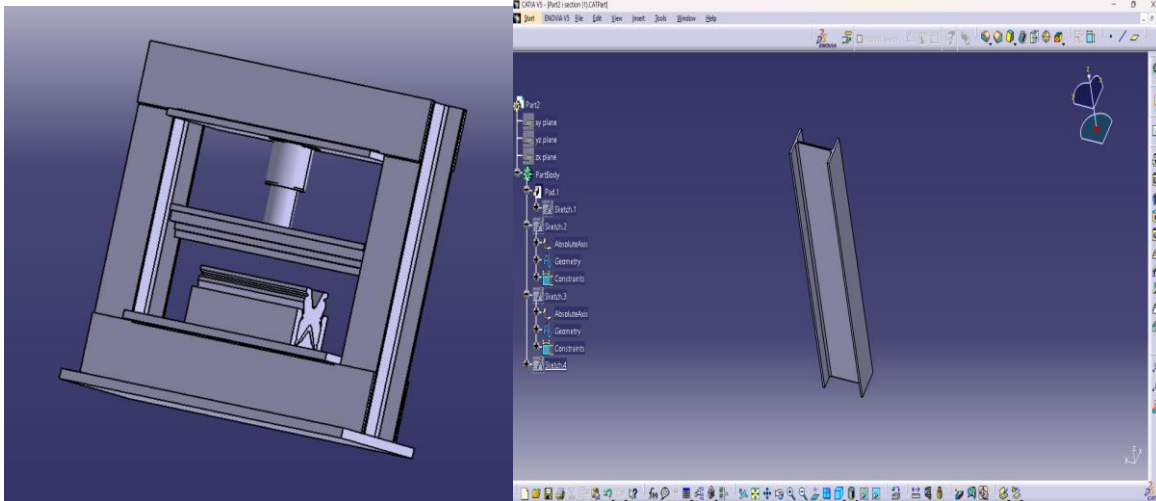 CATIA V5 - [Part2 i section (1).CATPart]
Start ENOVIA V5 File Edit View Insert Tools Window Help
ENOVIA
Part2
xy plane
yz plane
zx plane
PartBody
Pad.1
Sketch.1
Sketch.2
AbsoluteAxis
Geometry
Constraints
Sketch.3
AbsoluteAxis
Geometry
Constraints
Sketch.4